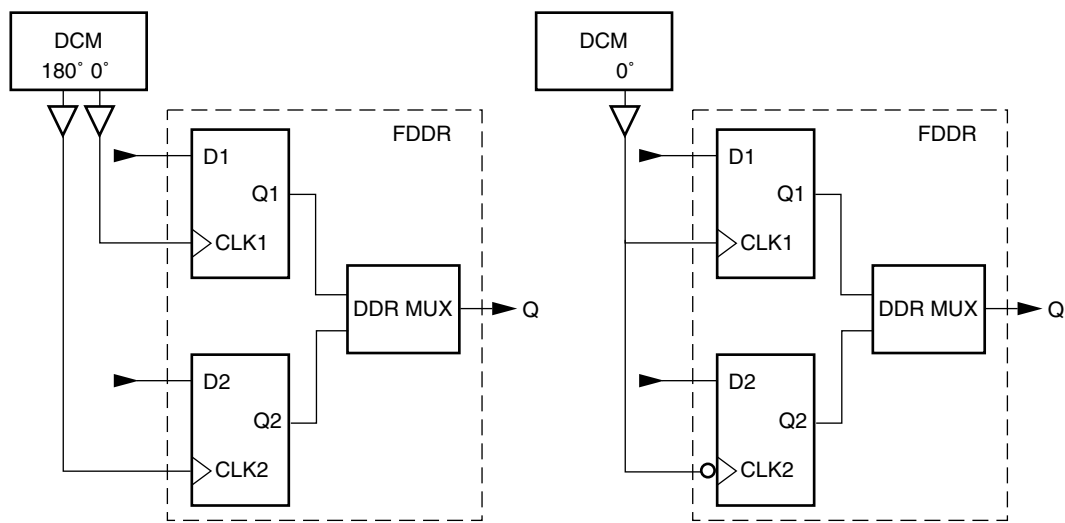 DCM
180˚ 0˚
FDDR
D1
Q1
CLK1
DDR MUX
Q
D2
Q2
CLK2
DCM
0˚
FDDR
D1
Q1
CLK1
DDR MUX
Q
D2
Q2
CLK2